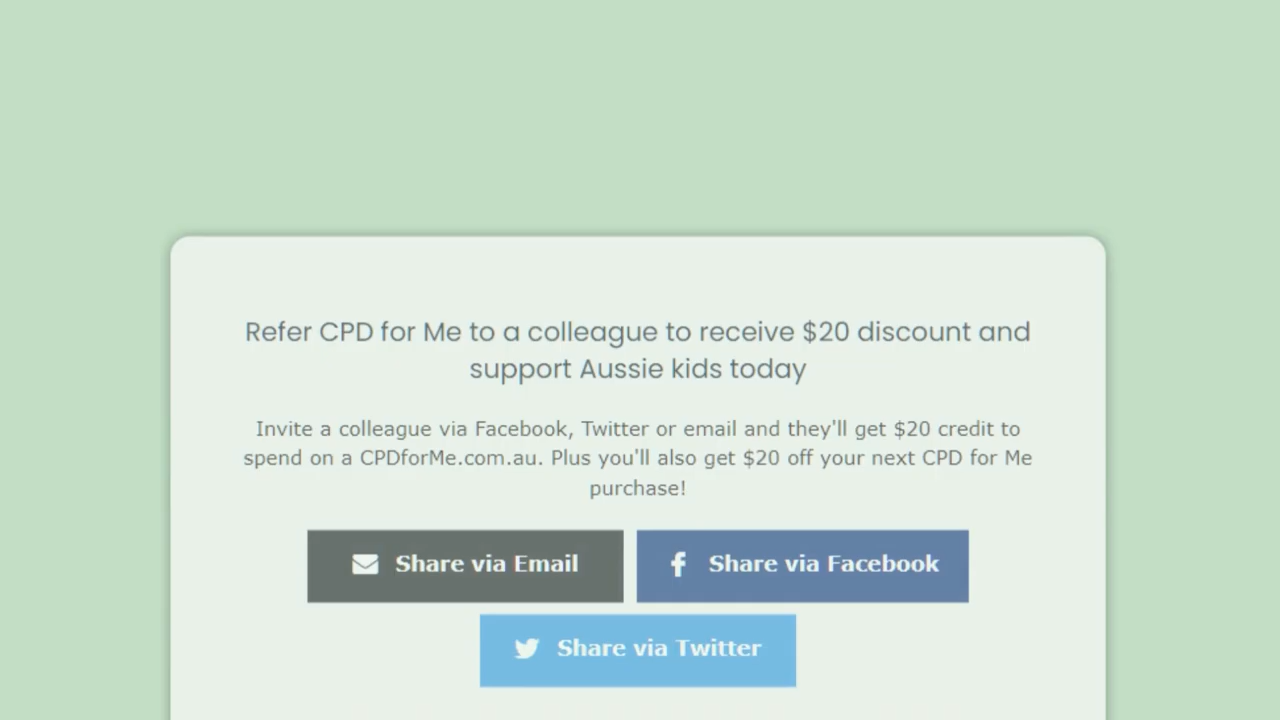 Refer CPD for Me to a colleague to receive $20 discount and
support Aussie kids today
Invite a colleague via Facebook, Twitter or email and they'll get $20 credit to
spend on a CPDforMe.com.au. Plus you'll also get $20 off your next CPD for Me
purchase!
Share via Email
Share via Facebook
Share via Twitter